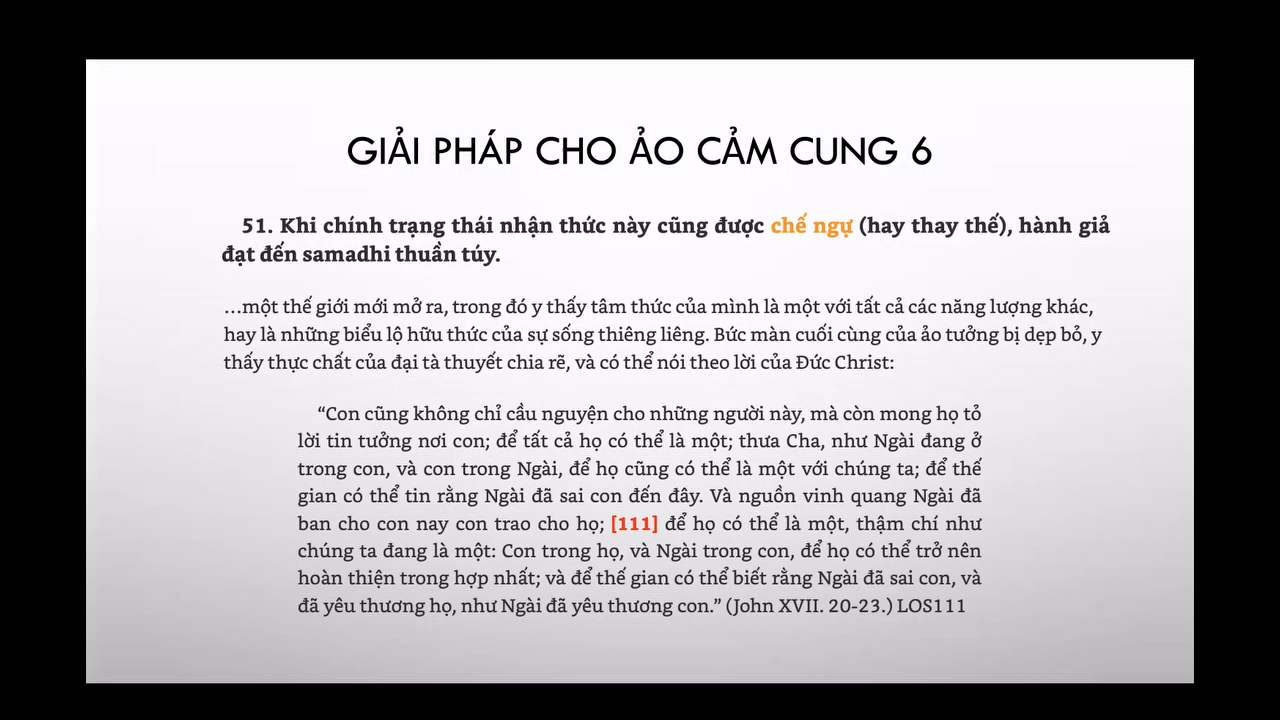 GIẢI PHÁP CHO ẢO CẢM CUNG 6
51. Khi chính trạng thái nhận thức này cũng được chế ngự (hay thay thế), hành giả
đạt đến samadhi thuần túy.
…một thế giới mới mở ra, trong đó y thấy tâm thức của mình là một với tất cả các năng lượng khác,
hay là những biểu lộ hữu thức của sự sống thiêng liêng. Bức màn cuối cùng của ảo tưởng bị dẹp bỏ, y
thấy thực chất của đại tà thuyết chia rẽ, và có thể nói theo lời của Đức Christ:
“Con cũng không chỉ cầu nguyện cho những người này, mà còn mong họ tỏ
lời tin tưởng nơi con; để tất cả họ có thể là một; thưa Cha, như Ngài đang ở
trong con, và con trong Ngài, để họ cũng có thể là một với chúng ta; để thế
gian có thể tin rằng Ngài đã sai con đến đây. Và nguồn vinh quang Ngài đã
ban cho con nay con trao cho họ; [111] để họ có thể là một, thậm chí như
chúng ta đang là một: Con trong họ, và Ngài trong con, để họ có thể trở nên
hoàn thiện trong hợp nhất; và để thế gian có thể biết rằng Ngài đã sai con, và
đã yêu thương họ, như Ngài đã yêu thương con.” (John XVII. 20-23.) LOS111